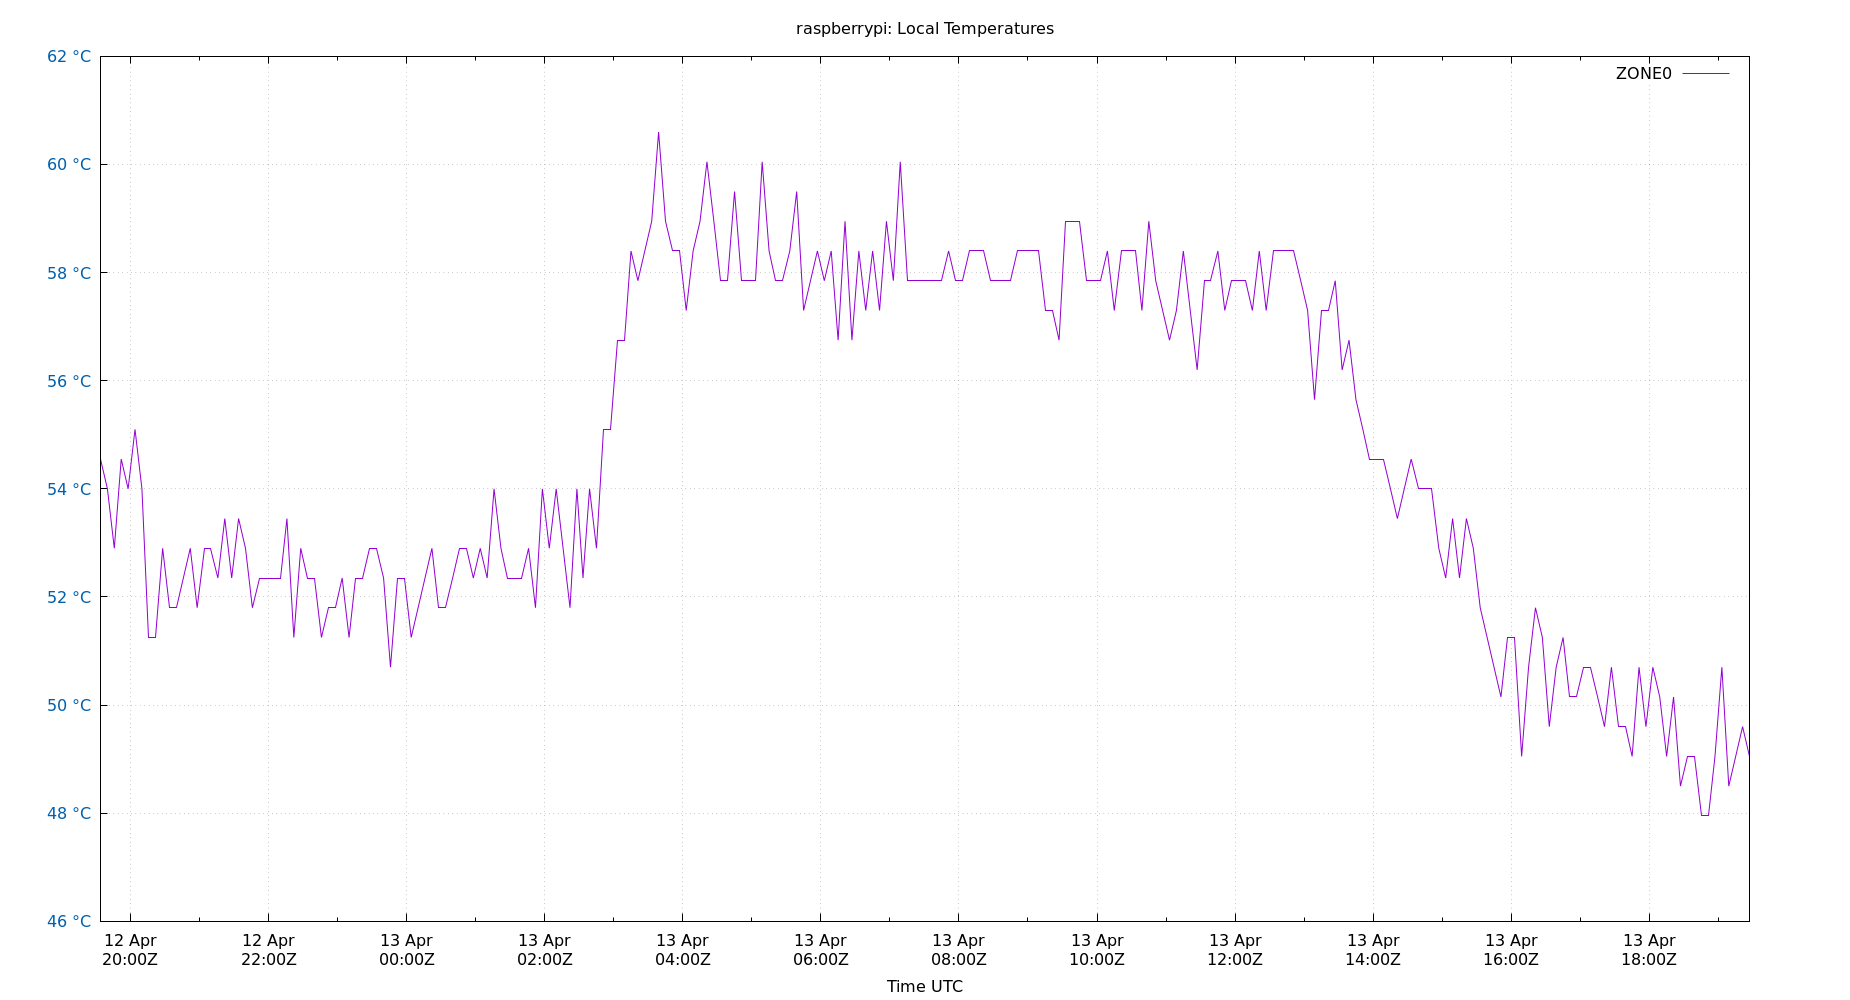 raspberrypi: Local Temperatures
62 °C
ZONE0
60 °C
58 °C
56 °C
54 °C
52 °C
50 °C
48 °C
46 °C
12 Apr 12 Apr 13 Apr 13 Apr 13 Apr 13 Apr 13 Apr 13 Apr 13 Apr 13 Apr 13 Apr 13 Apr
20:00Z 22:00Z 00:00Z 02:00Z 04:00Z 06:00Z 08:00Z 10:00Z 12:00Z 14:00Z 16:00Z 18:00Z
Time UTC